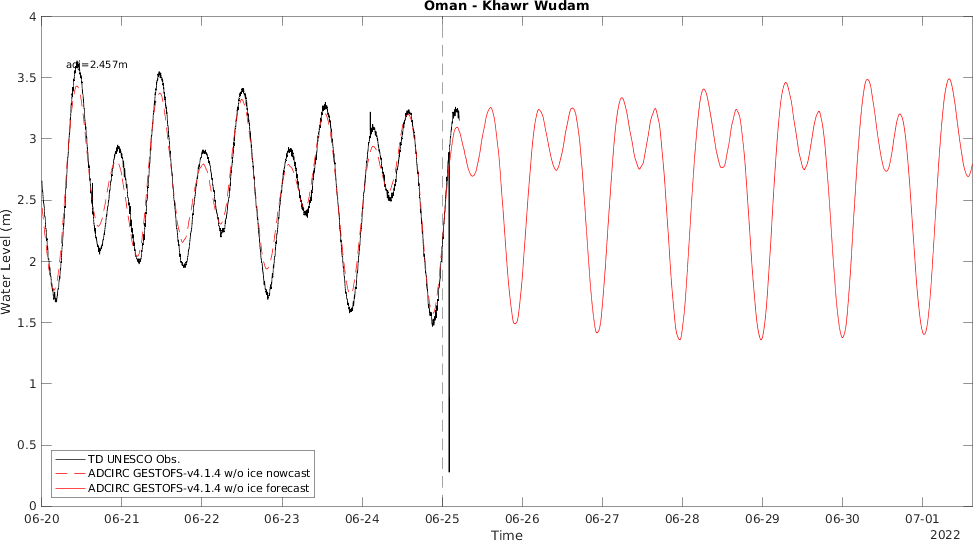 Oman - Khawr Wudam
adj=2.457m
4
3.5
3
2.5
2
1.5
1
0.5
0
Water Level (m)
TD UNESCO Obs.
ADCIRC GESTOFS-v4.1.4 w/o ice nowcast
ADCIRC GESTOFS-v4.1.4 w/o ice forecast
06-20 06-21 06-22 06-23 06-24 06-25 06-26 06-27 06-28 06-29 06-30 07-01
2022
Time